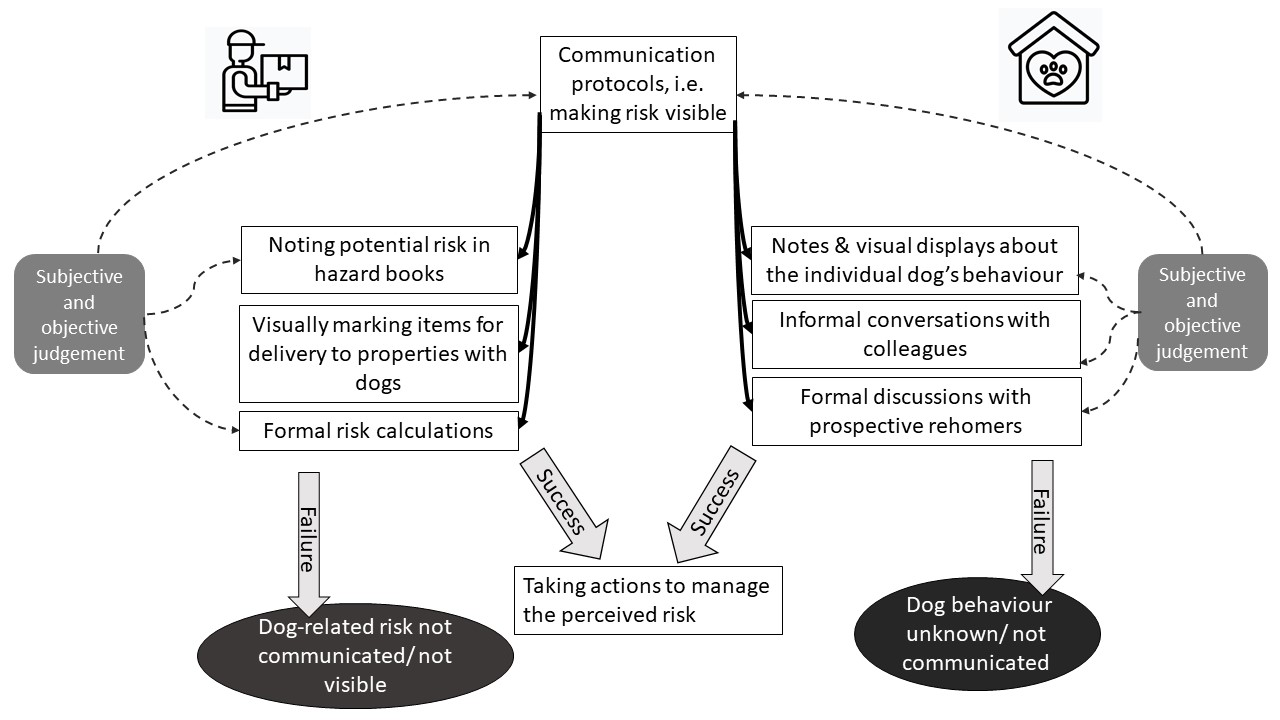 Communication
protocols, i.e.
making risk visible
Noting potential risk in
hazard books
Visually marking items for
delivery to properties with
dogs
Formal risk calculations
Subjective
and
objective
judgement
Notes & visual displays about
the individual dog's behaviour
Informal conversations with
colleagues
Formal discussions with
prospective rehomers
Subjective
and
objective
judgement
Failure
Success
Success
Failure
Taking actions to manage
the perceived risk
Dog-related risk not
communicated/ not
visible
Dog behaviour
unknown/ not
communicated